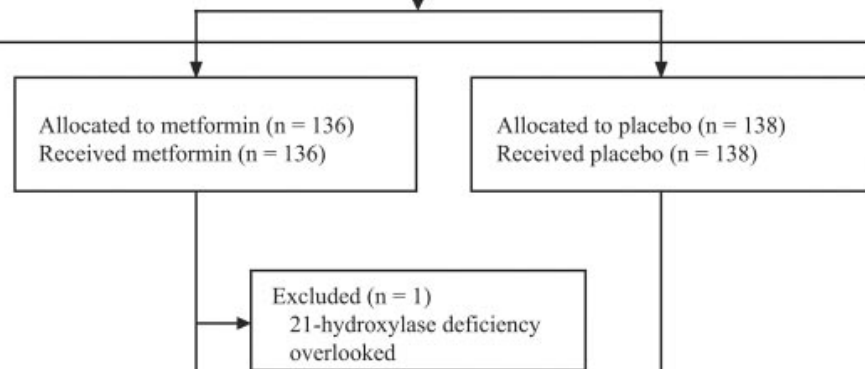 Allocated to metformin (n = 136)
Received metformin (n = 136)
Allocated to placebo (n = 138)
Received placebo (n = 138)
Excluded (n = 1)
21-hydroxylase deficiency
overlooked